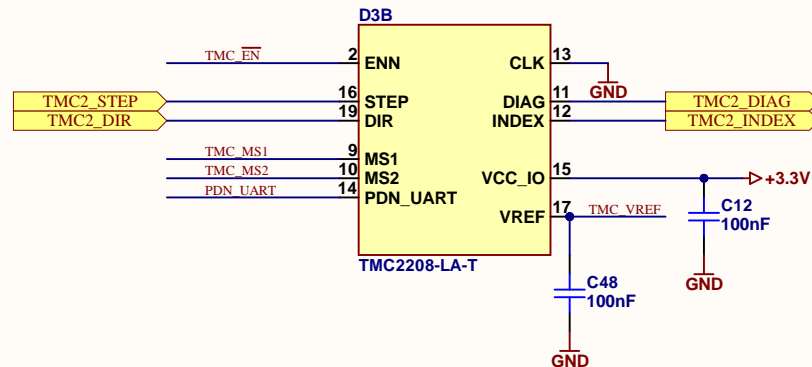 D3B
TMC_EN 2 ENN CLK 13
GND
TMC2_STEP 16 STEP DIAG 11 TMC2_DIAG
TMC2_DIR 19 DIR INDEX 12 TMC2_INDEX
TMC_MS1 9 MS1
TMC_MS2 10 MS2 VCC_IO 15 +3.3V
PDN_UART 14 PDN_UART
VREF 17 TMC_VREF
C12
100nF
TMC2208-LA-T
GND
C48
100nF
GND